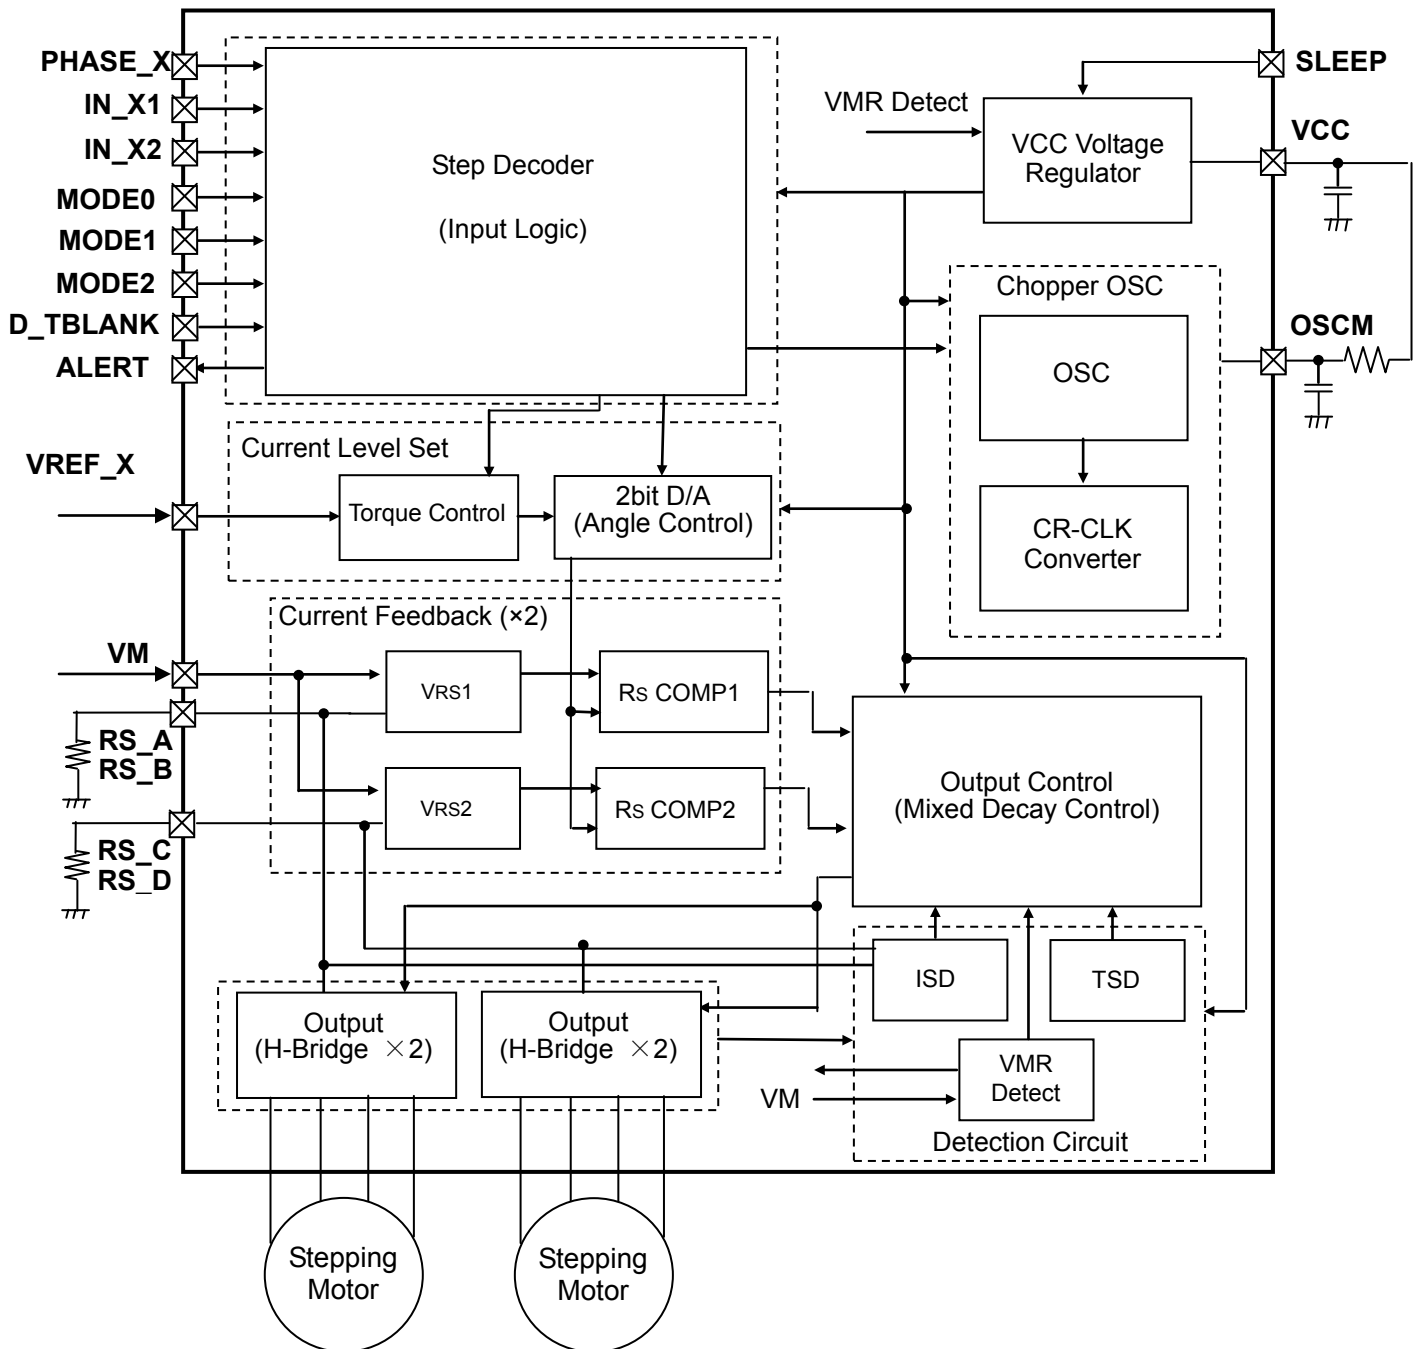 PHASE_X
IN_X1
IN_X2
MODE0
MODE1
MODE2
D_TBLANK
ALERT
Step Decoder
(Input Logic)
VMR Detect
VCC Voltage
Regulator
SLEEP
VCC
Chopper OSC
OSC
CR-CLK
Converter
OSCM
VREF_X
Current Level Set
Torque Control
2bit D/A
(Angle Control)
Current Feedback (×2)
VM
VRS1
RS COMP1
RS_A
RS_B
VRS2
RS COMP2
RS_C
RS_D
Output Control
(Mixed Decay Control)
ISD
TSD
Output
(H-Bridge ×2)
Output
(H-Bridge ×2)
VM
VMR
Detect
Detection Circuit
Stepping
Motor
Stepping
Motor